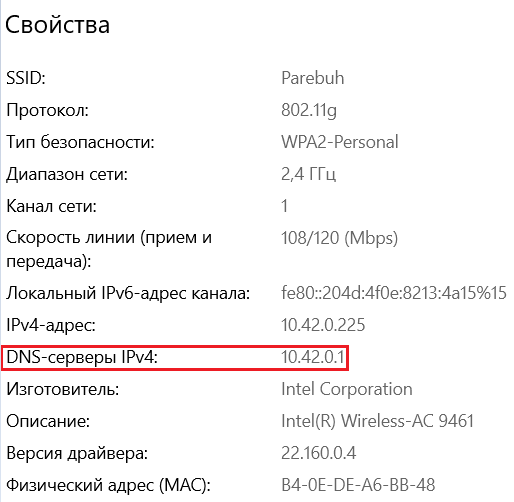 Свойства
SSID: Parebuh
Протокол: 802.11g
Тип безопасности: WPA2-Personal
Диапазон сети: 2,4 ГГц
Канал сети: 1
Скорость линии (прием и 108/120 (Mbps)
передача):
Локальный IPv6-адрес канала: fe80::204d:4f0e:8213:4a15%15
IPv4-адрес: 10.42.0.225
DNS-серверы IPv4: 10.42.0.1
Изготовитель: Intel Corporation
Описание: Intel(R) Wireless-AC 9461
Версия драйвера: 22.160.0.4
Физический адрес (MAC): B4-0E-DE-A6-BB-48